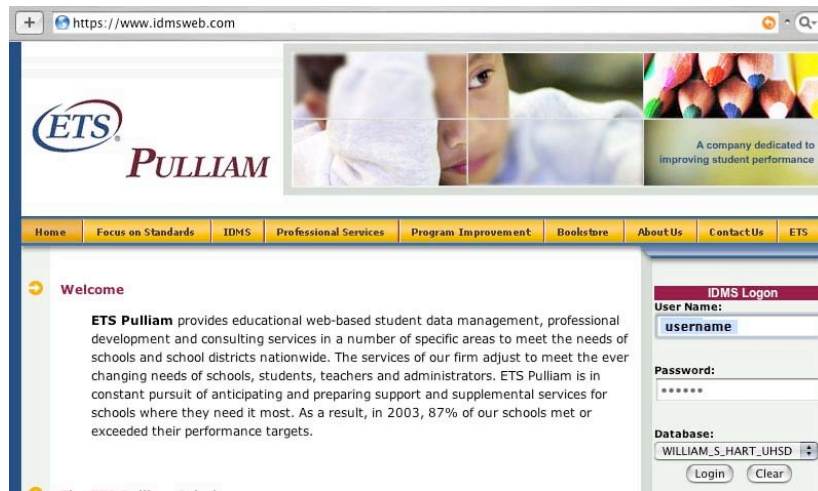 https://www.idmsweb.com
ETS
PULLIAM
A company dedicated to
improving student performance
Home Focus on Standards IDMS Professional Services Program Improvement Bookstore About Us Contact Us ETS
Welcome
ETS Pulliam provides educational web-based student data management, professional
development and consulting services in a number of specific areas to meet the needs of
schools and school districts nationwide. The services of our firm adjust to meet the ever
changing needs of schools, students, teachers and administrators. ETS Pulliam is in
constant pursuit of anticipating and preparing support and supplemental services for
schools where they need it most. As a result, in 2003, 87% of our schools met or
exceeded their performance targets.
IDMS Logon
User Name:
username
Password:
Database:
WILLIAM_S_HART_UHSD
Login Clear